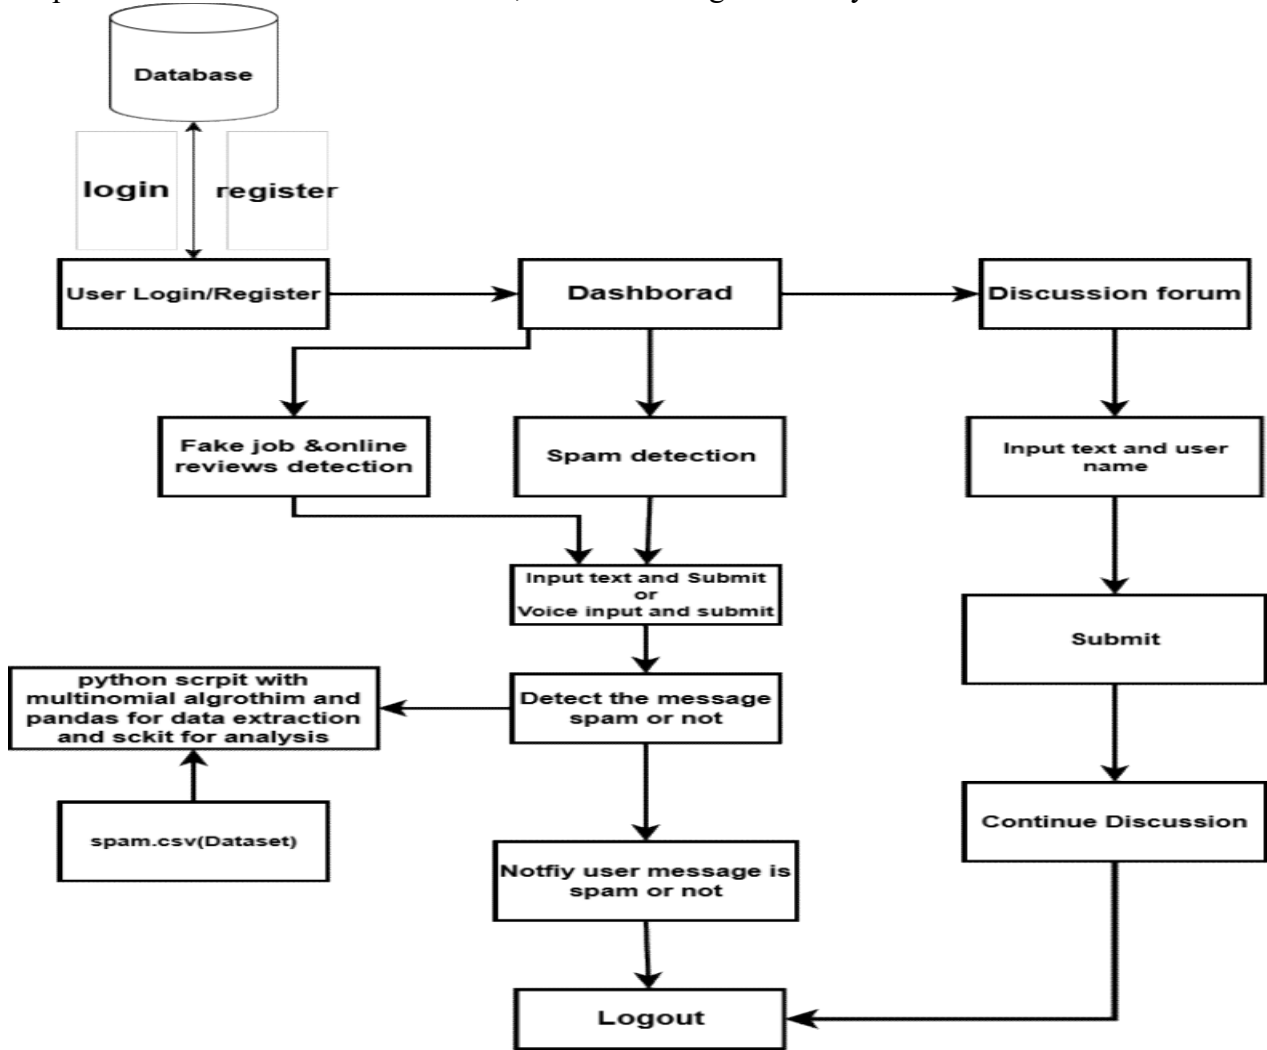 Database
login
register
User Login/Register
Dashborad
Discussion forum
Fake job &online
reviews detection
Spam detection
Input text and user
name
Input text and Submit
or
Voice input and submit
Submit
python scrpit with
multinomial algrothim and
pandas for data extraction
and sckit for analysis
Detect the message
spam or not
Continue Discussion
spam.csv(Dataset)
Notfiy user message is
spam or not
Logout